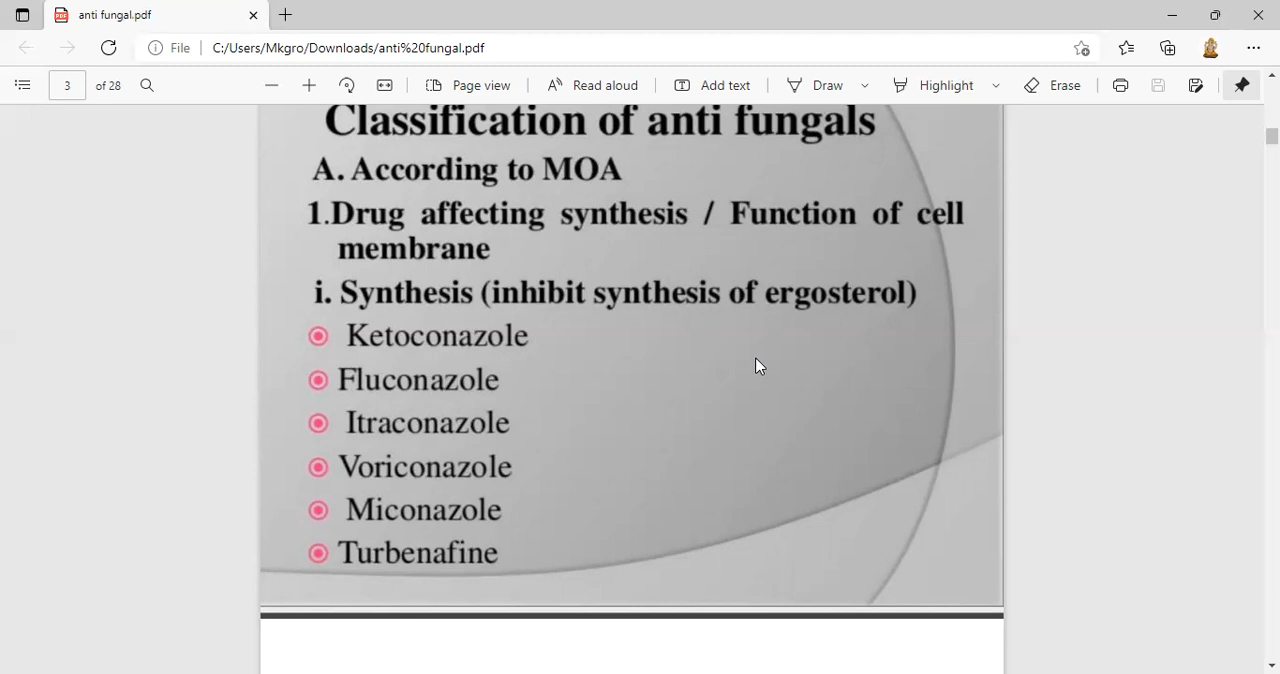 anti fungal.pdf
File C:/Users/Mkgro/Downloads/anti%20fungal.pdf
3 of 28 Page view Read aloud Add text Draw Highlight Erase
Classification of anti fungals
A. According to MOA
1.Drug affecting synthesis / Function of cell
membrane
i. Synthesis (inhibit synthesis of ergosterol)
Ketoconazole
Fluconazole
Itraconazole
Voriconazole
Miconazole
Turbenafine